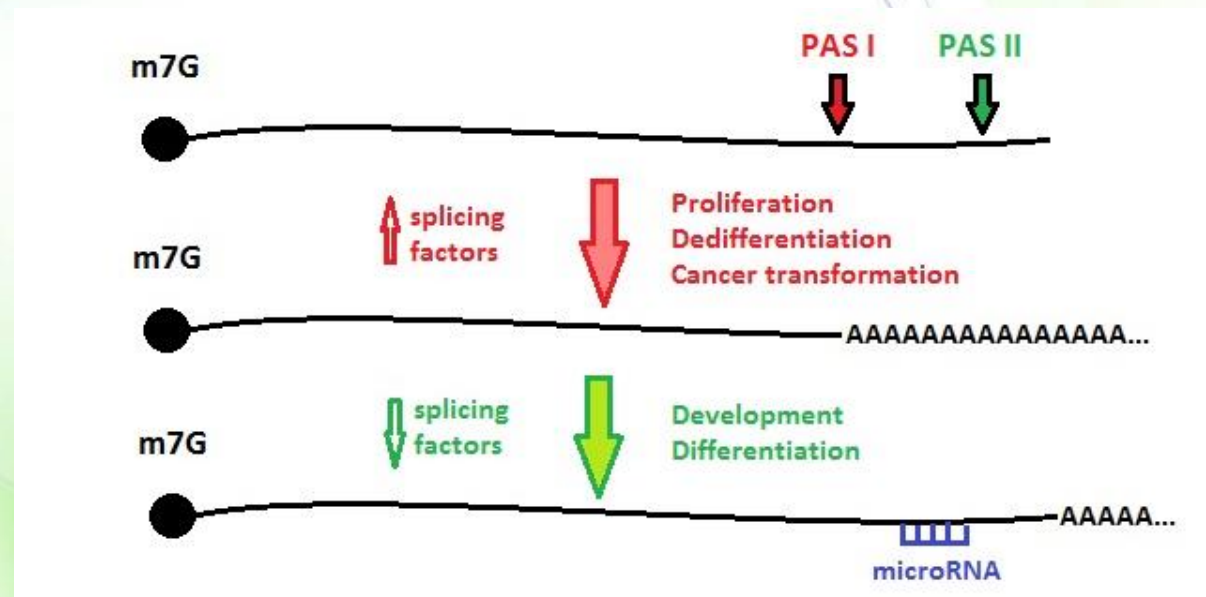 PAS I
PAS II
m7G
splicing
factors
Proliferation
Dedifferentiation
Cancer transformation
m7G
AAAAAAAAAAAAAAA...
splicing
factors
Development
Differentiation
m7G
AAAAA...
microRNA